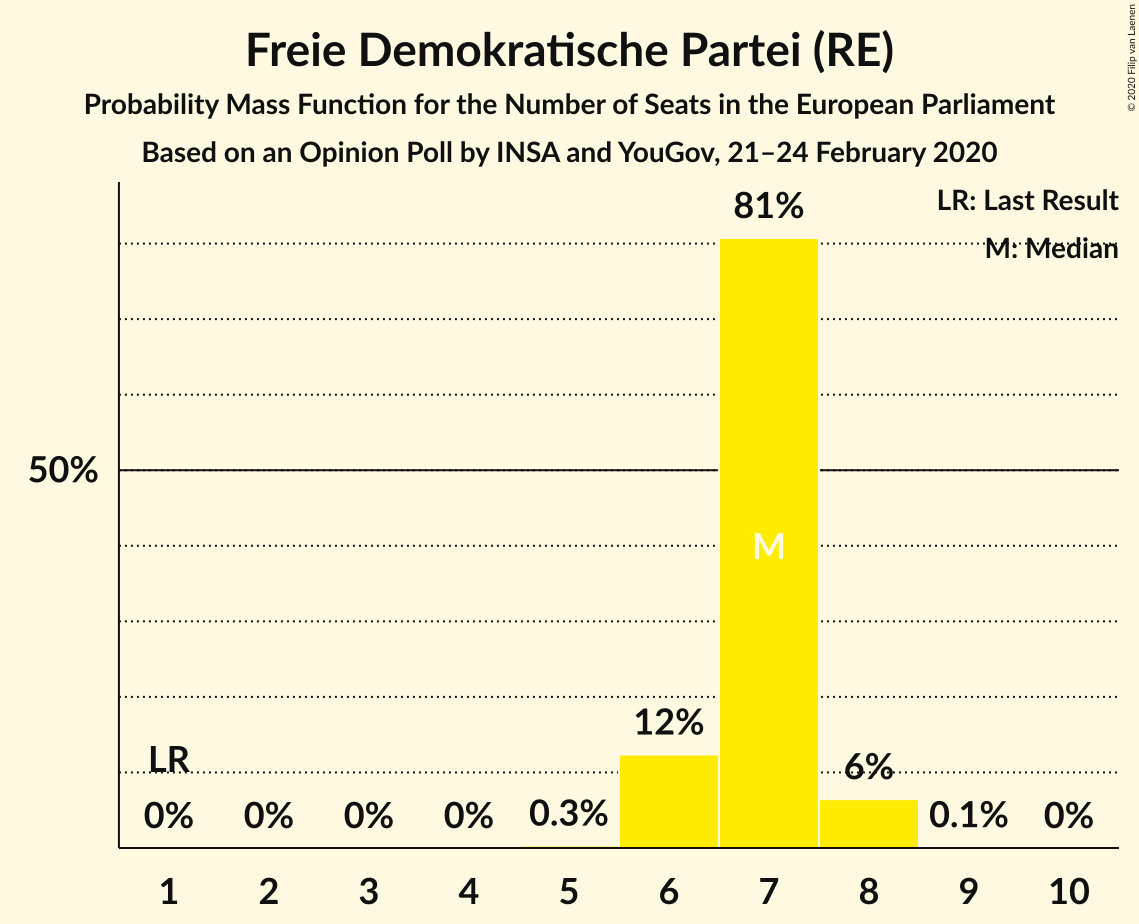 Freie Demokratische Partei (RE)
Probability Mass Function for the Number of Seats in the European Parliament
Based on an Opinion Poll by INSA and YouGov, 21–24 February 2020
© 2020 Filip van Laenen
LR: Last Result
M: Median
81%
50%
M
12%
LR
6%
0% 0% 0% 0% 0.3% 0.1% 0%
1 2 3 4 5 6 7 8 9 10